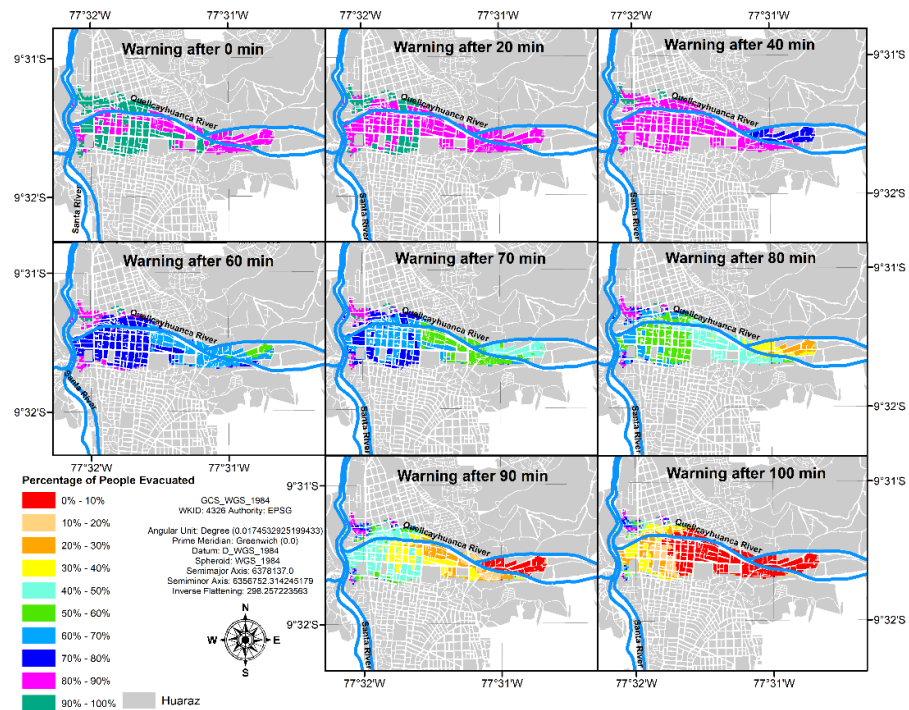 77°32'W 77°31'W 77°32'W 77°31'W 77°32'W 77°31'W
Warning after 0 min
Warning after 20 min
Warning after 40 min
9°31'S
9°31'S
Quellcayhuanca River
Quellcayhuanca River
Quellcayhuanca River
Santa River
Santa River
Santa River
9°32'S
9°32'S
Warning after 60 min
Warning after 70 min
Warning after 80 min
9°31'S
9°31'S
Quellcayhuanca River
Quellcayhuanca River
Quellcayhuanca River
Santa River
Santa River
Santa River
9°32'S
9°32'S
77°32'W 77°31'W
Warning after 90 min
Warning after 100 min
9°31'S
9°31'S
Quellcayhuanca River
Quellcayhuanca River
Santa River
Santa River
9°32'S
9°32'S
77°32'W 77°31'W 77°32'W 77°31'W
Percentage of People Evacuated
0% - 10%
10% - 20%
20% - 30%
30% - 40%
40% - 50%
50% - 60%
60% - 70%
70% - 80%
80% - 90%
90% - 100%
Huaraz
GCS_WGS_1984
WKID: 4326 Authority: EPSG
Angular Unit: Degree (0.0174532925199433)
Prime Meridian: Greenwich (0.0)
Datum: D_WGS_1984
Spheroid: WGS_1984
Semimajor Axis: 6378137.0
Semiminor Axis: 6356752.314245179
Inverse Flattening: 298.257223563
N
W E
S